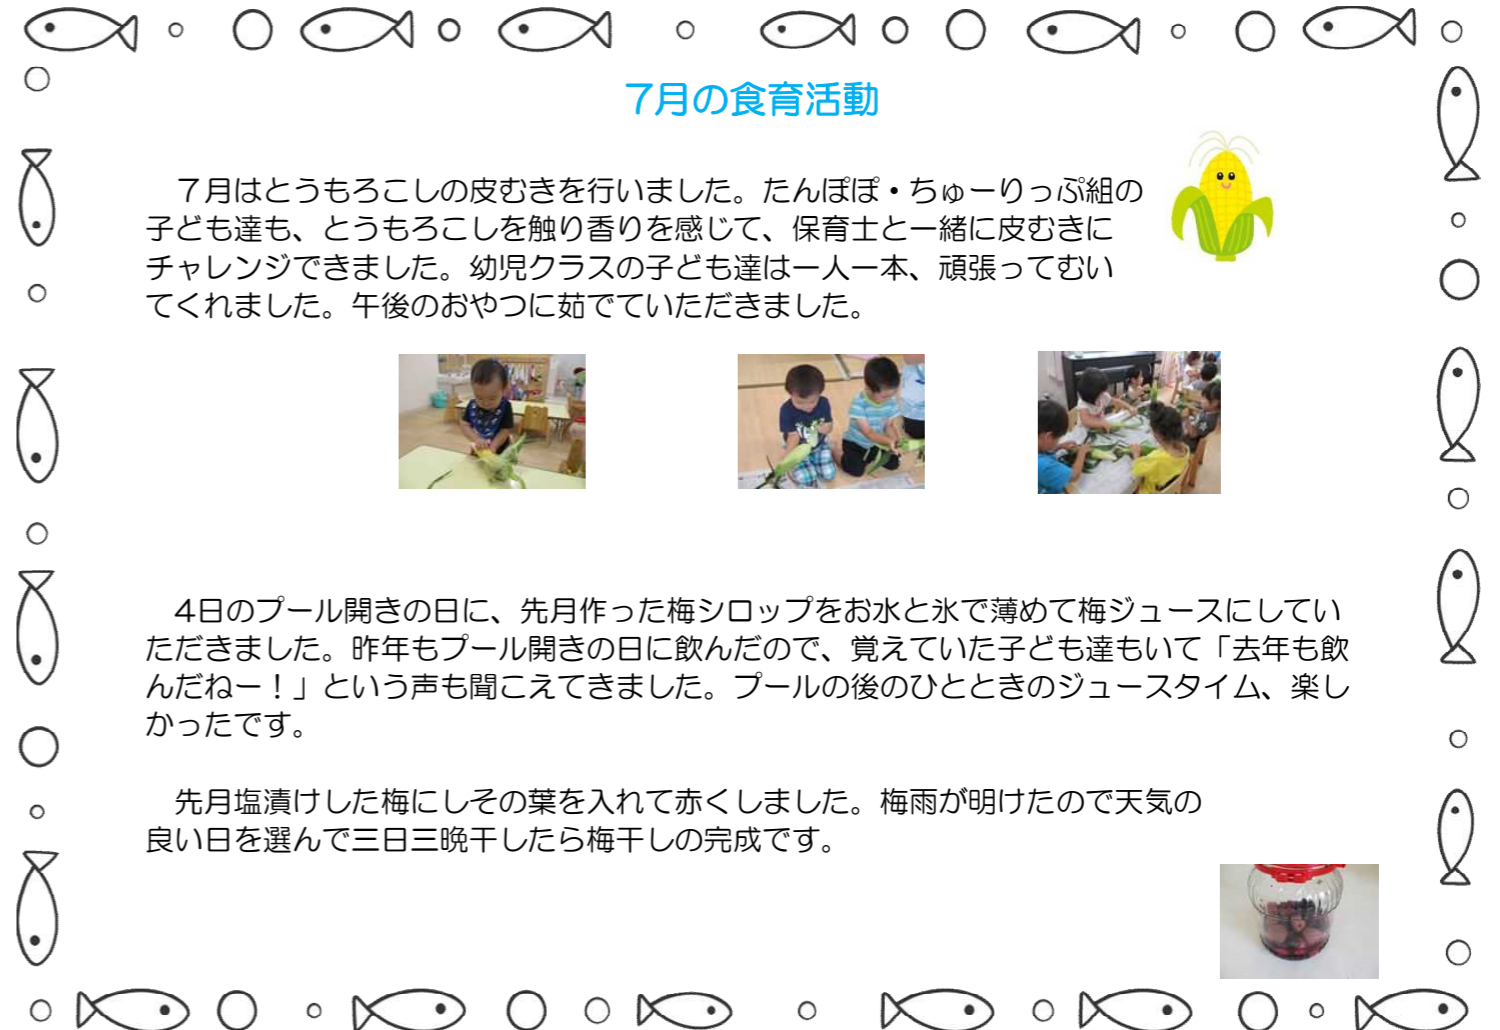 7月の食育活動
７月はとうもろこしの皮むきを行いました。たんぽぽ・ちゅーりっぷ組の
子ども達も、とうもろこしを触り香りを感じて、保育士と一緒に皮むきに
チャレンジできました。幼児クラスの子ども達は一人一本、頑張ってむい
てくれました。午後のおやつに茹でていただきました。
4日のプール開きの日に、先月作った梅シロップをお水と氷で薄めて梅ジュースにしてい
ただきました。昨年もプール開きの日に飲んだので、覚えていた子ども達もいて「去年も飲
んだねー！」という声も聞こえてきました。プールの後のひとときのジュースタイム、楽し
かったです。
先月塩漬けした梅にしその葉を入れて赤くしました。梅雨が明けたので天気の
良い日を選んで三日三晩干したら梅干しの完成です。